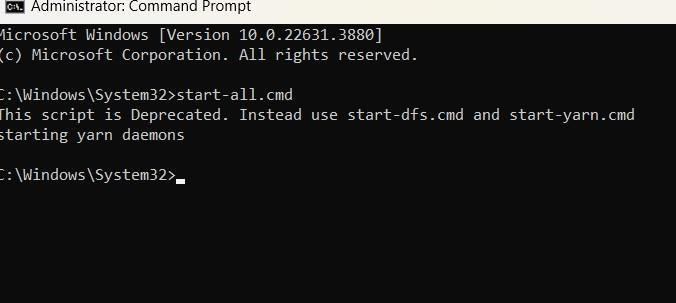 Administrator: Command Prompt
Microsoft Windows [Version 10.0.22631.3880]
(c) Microsoft Corporation. All rights reserved.
C:\Windows\System32>start-all.cmd
This script is Deprecated. Instead use start-dfs.cmd and start-yarn.cmd
starting yarn daemons
C:\Windows\System32>